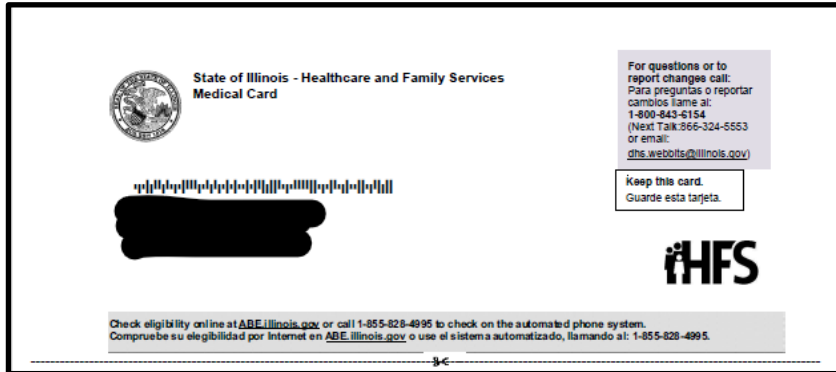 State of Illinois - Healthcare and Family Services
Medical Card
For questions or to
report changes call:
Para preguntas o reportar
cambios llame al:
1-800-843-6154
(Next Talk:866-324-5553
or email:
dhs.webbits@illinois.gov)
Keep this card.
Guarde esta tarjeta.
HFS
Check eligibility online at ABE.illinois.gov or call 1-855-828-4995 to check on the automated phone system.
Compruebe su elegibilidad por Internet en ABE.illinois.gov o use el sistema automatizado, llamando al: 1-855-828-4995.